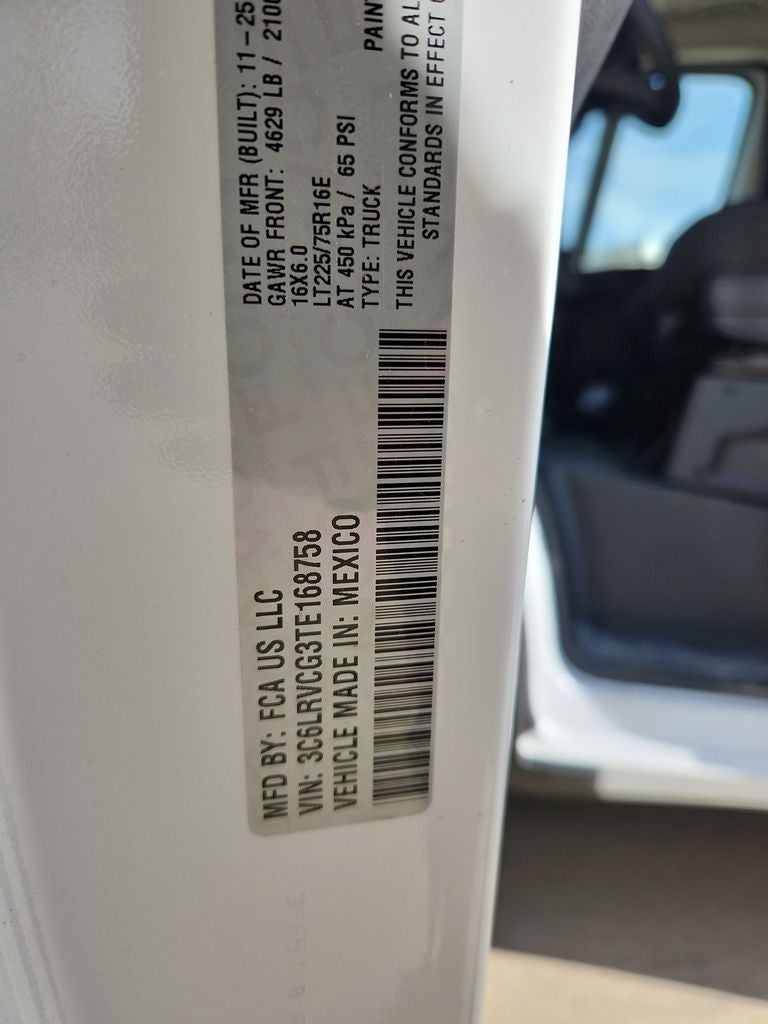 MFD BY: FCA US LLC
VIN: 3C6LRVCG3TE168758
VEHICLE MADE IN: MEXICO
DATE OF MFR (BUILT): 11-25
GAWR FRONT: 4629 LB / 2100
16X6.0
LT225/75R16E
AT 450 kPa / 65 PSI
TYPE: TRUCK
PAIN
THIS VEHICLE CONFORMS TO AL
STANDARDS IN EFFECT